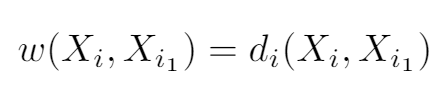 w(X_i, X_{i_1}) = d_i(X_i, X_{i_1})